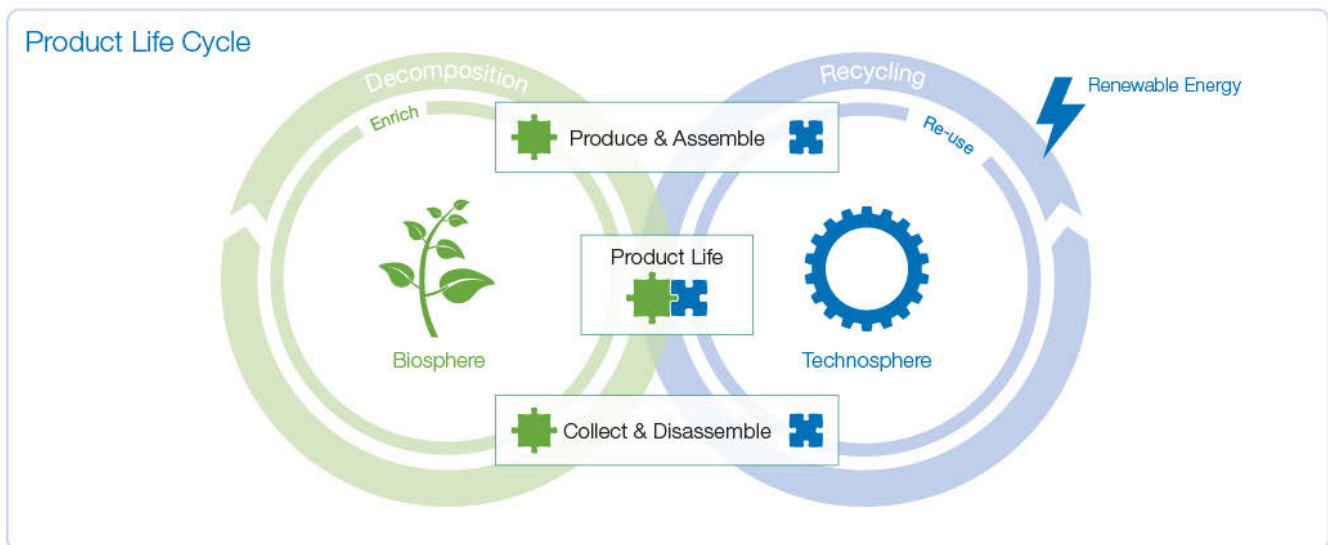 Product Life Cycle
Decomposition
Recycling
Renewable Energy
Enrich
Produce & Assemble
Re-use
Product Life
Biosphere
Technosphere
Collect & Disassemble